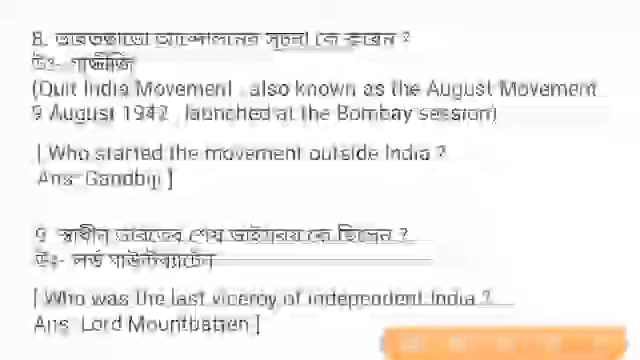 8. ভারতছাড়ো আন্দোলনের সূচনা কে করেন ?
উঃ- গান্ধীজি
(Quit India Movement , also known as the August Movement
9 August 1942 , launched at the Bombay session)
[ Who started the movement outside India ?
Ans- Gandhiji ]
9. স্বাধীন ভারতের শেষ ভাইসরয় কে ছিলেন ?
উঃ- লর্ড মাউন্টব্যাটেন
[ Who was the last viceroy of independent India ?
Ans- Lord Mountbatten ]